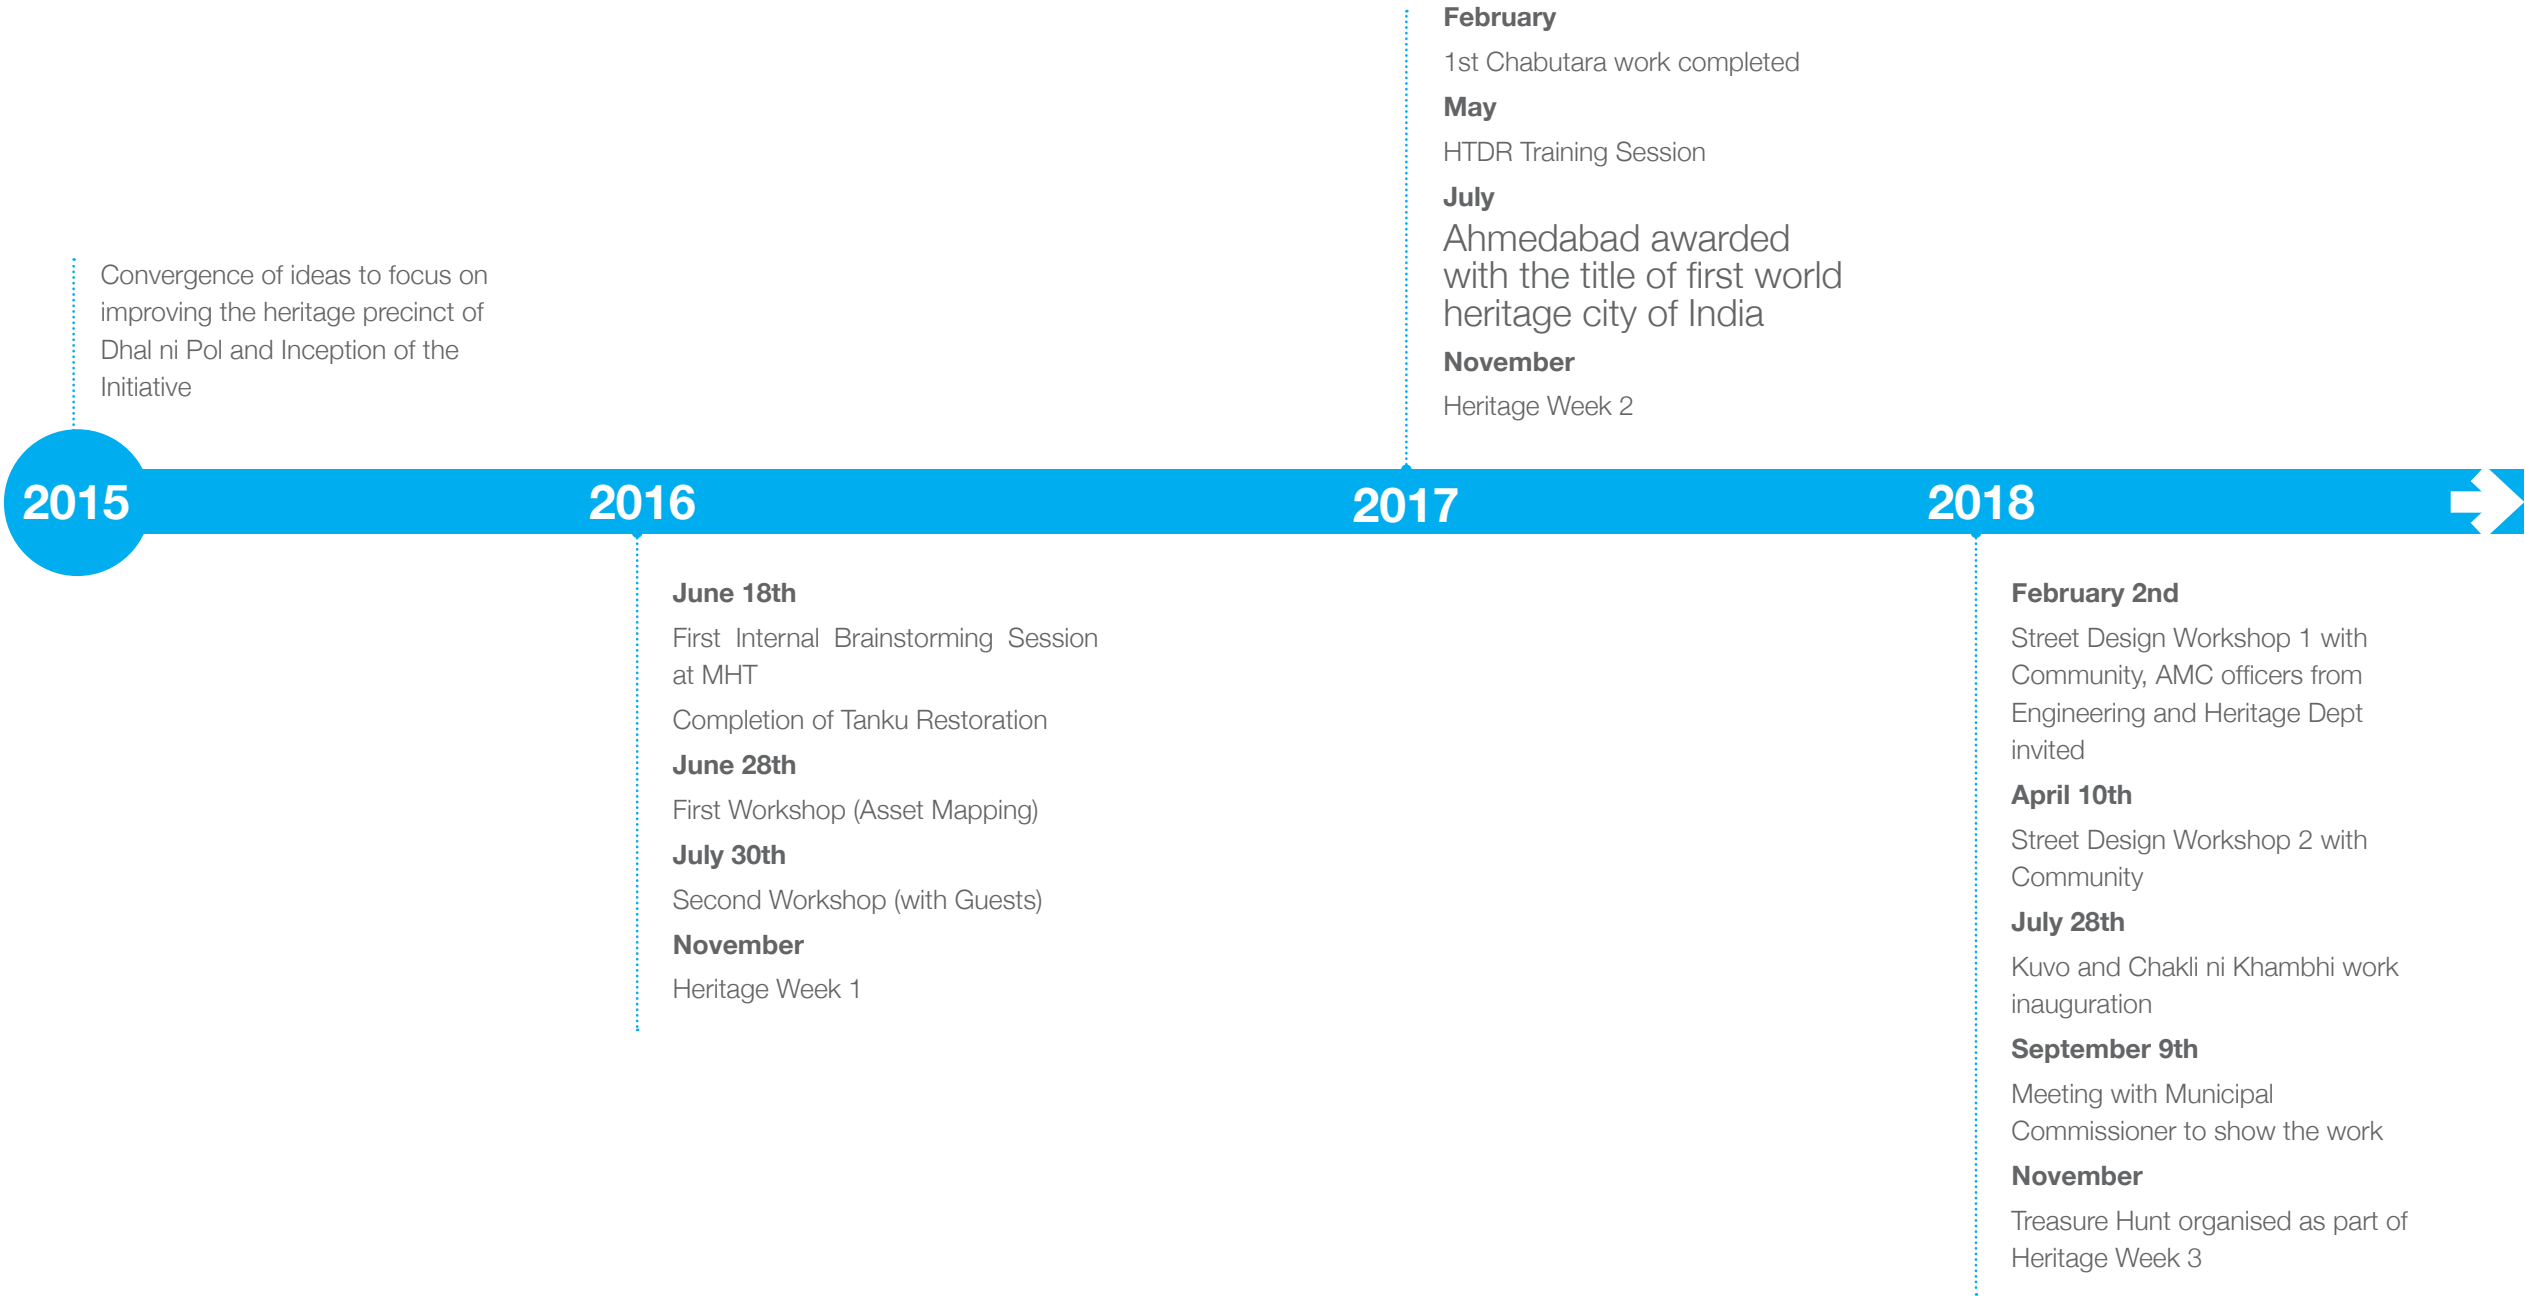 2015
Convergence of ideas to focus on
improving the heritage precinct of
Dhal ni Pol and Inception of the
Initiative
2016
June 18th
First Internal Brainstorming Session
at MHT
Completion of Tanku Restoration
June 28th
First Workshop (Asset Mapping)
July 30th
Second Workshop (with Guests)
November
Heritage Week 1
2017
February
1st Chabutara work completed
May
HTDR Training Session
July
Ahmedabad awarded
with the title of first world
heritage city of India
November
Heritage Week 2
2018
February 2nd
Street Design Workshop 1 with
Community, AMC officers from
Engineering and Heritage Dept
invited
April 10th
Street Design Workshop 2 with
Community
July 28th
Kuvo and Chakli ni Khambhi work
inauguration
September 9th
Meeting with Municipal
Commissioner to show the work
November
Treasure Hunt organised as part of
Heritage Week 3